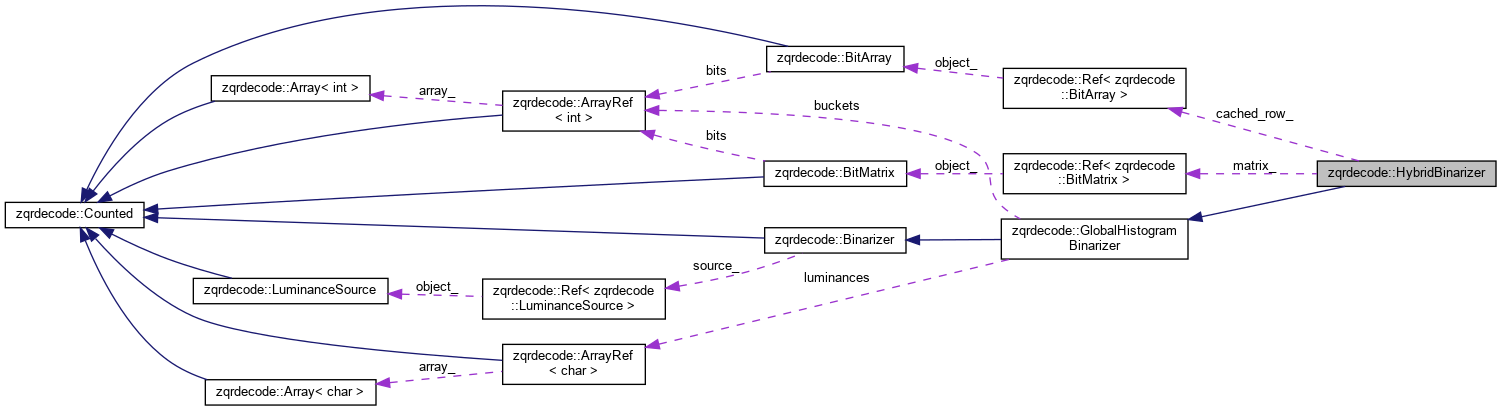 zqrdecode::BitArray
bits
object_
zqrdecode::Ref< zqrdecode
::BitArray >
zqrdecode::Array< int >
array_
zqrdecode::ArrayRef
< int >
buckets
cached_row_
bits
zqrdecode::BitMatrix
object_
zqrdecode::Ref< zqrdecode
::BitMatrix >
matrix_
zqrdecode::HybridBinarizer
zqrdecode::Counted
zqrdecode::Binarizer
zqrdecode::GlobalHistogram
Binarizer
source_
luminances
zqrdecode::LuminanceSource
object_
zqrdecode::Ref< zqrdecode
::LuminanceSource >
zqrdecode::ArrayRef
< char >
array_
zqrdecode::Array< char >